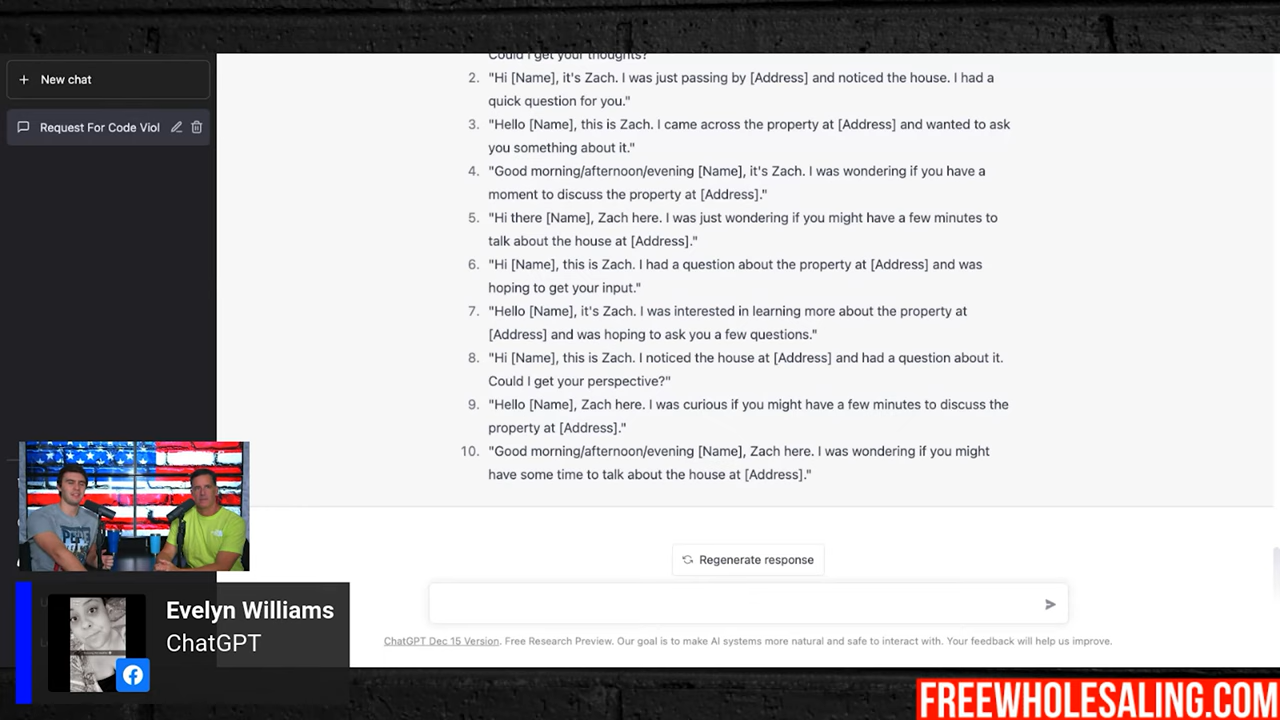 New chat
Request For Code Viol
Could I get your thoughts?
2. "Hi [Name], it's Zach. I was just passing by [Address] and noticed the house. I had a
quick question for you."
3. "Hello [Name], this is Zach. I came across the property at [Address] and wanted to ask
you something about it."
4. "Good morning/afternoon/evening [Name], it's Zach. I was wondering if you have a
moment to discuss the property at [Address]."
5. "Hi there [Name], Zach here. I was just wondering if you might have a few minutes to
talk about the house at [Address]."
6. "Hi [Name], this is Zach. I had a question about the property at [Address] and was
hoping to get your input."
7. "Hello [Name], it's Zach. I was interested in learning more about the property at
[Address] and was hoping to ask you a few questions."
8. "Hi [Name], this is Zach. I noticed the house at [Address] and had a question about it.
Could I get your perspective?"
9. "Hello [Name], Zach here. I was curious if you might have a few minutes to discuss the
property at [Address]."
10. "Good morning/afternoon/evening [Name], Zach here. I was wondering if you might
have some time to talk about the house at [Address]."
Regenerate response
ChatGPT Dec 15 Version. Free Research Preview. Our goal is to make AI systems more natural and safe to interact with. Your feedback will help us improve.
Evelyn Williams
ChatGPT
FREEWHOLESALING.COM